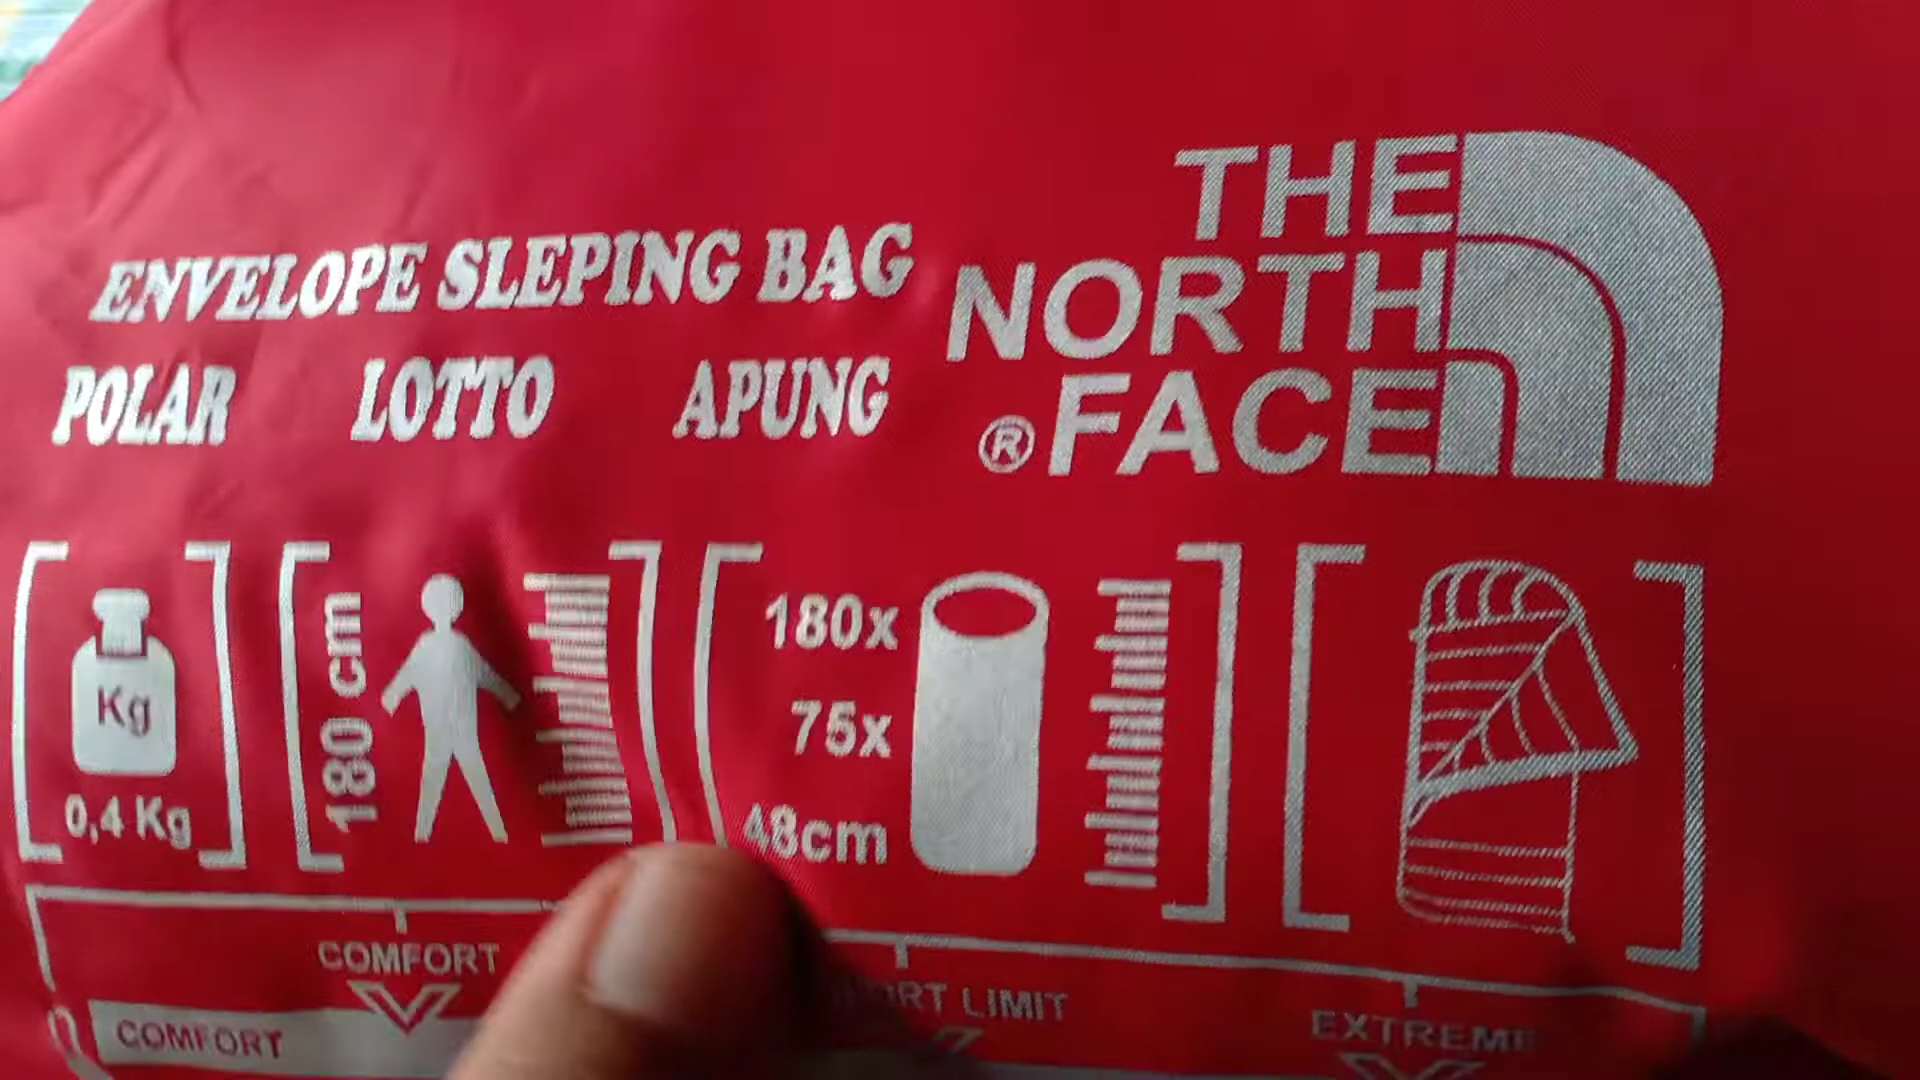 THE
NORTH
® FACE
ENVELOPE SLEPING BAG
POLAR LOTTO APUNG
Kg
0,4 Kg
180 cm
180x
75x
48cm
COMFORT
LIMIT
EXTREME
COMFORT